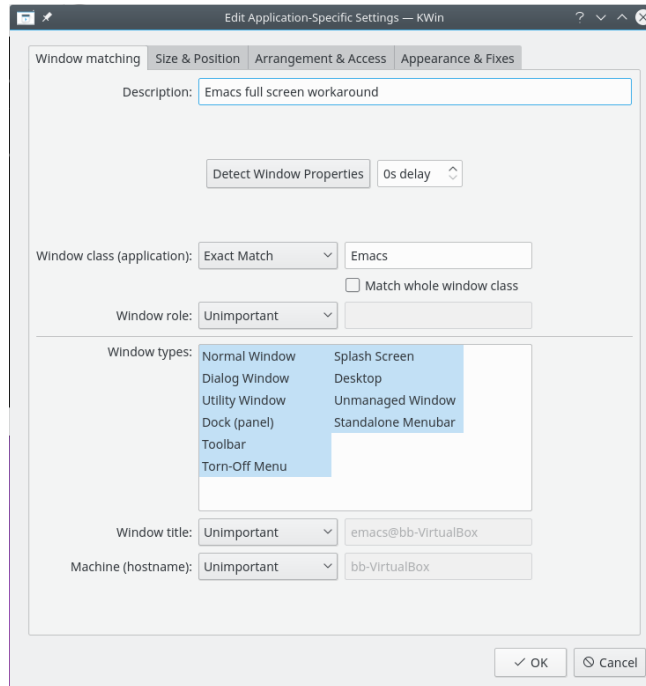 Edit Application-Specific Settings — KWin
Window matching Size & Position Arrangement & Access Appearance & Fixes
Description: Emacs full screen workaround
Detect Window Properties 0s delay
Window class (application): Exact Match Emacs
Match whole window class
Window role: Unimportant
Window types: Normal Window Splash Screen
Dialog Window Desktop
Utility Window Unmanaged Window
Dock (panel) Standalone Menubar
Toolbar
Torn-Off Menu
Window title: Unimportant emacs@bb-VirtualBox
Machine (hostname): Unimportant bb-VirtualBox
OK Cancel